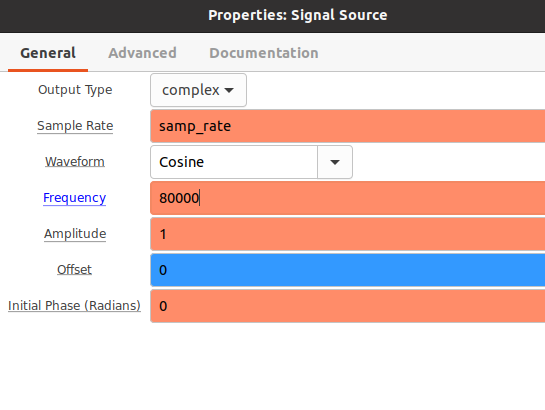 Properties: Signal Source
General Advanced Documentation
Output Type complex
Sample Rate samp_rate
Waveform Cosine
Frequency 80000
Amplitude 1
Offset 0
Initial Phase (Radians) 0